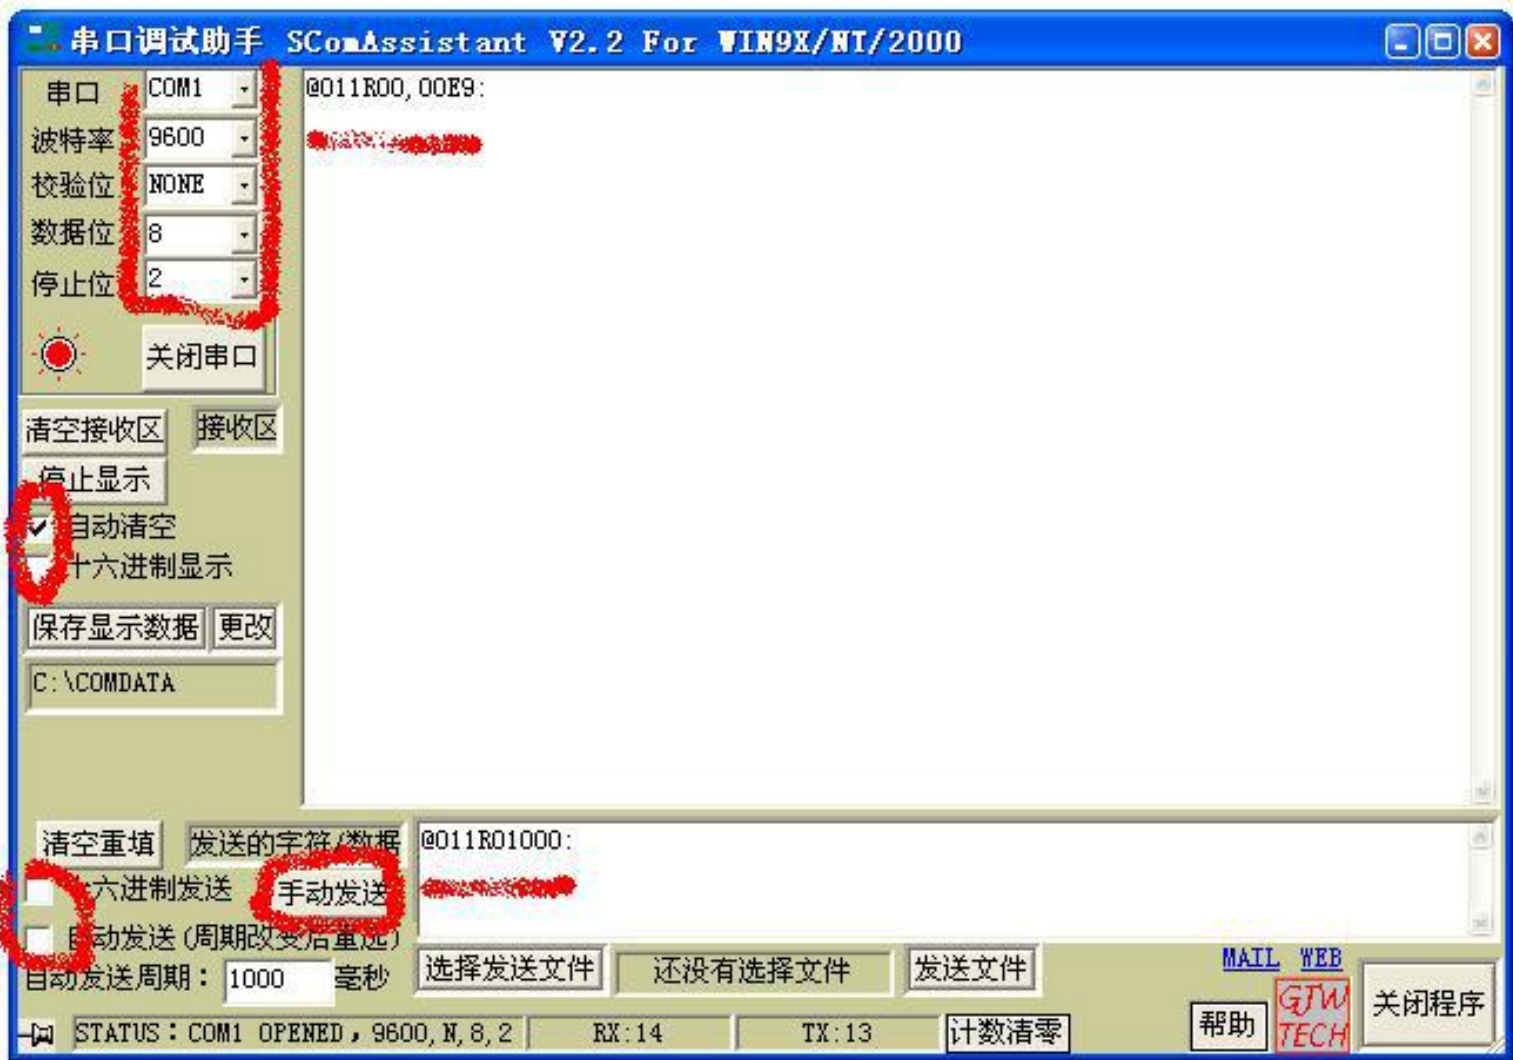 串口调试助手 SComAssistant V2.2 For WIN9X/NT/2000
串口 COM1
@011R00,00E9:
波特率 9600
校验位 NONE
数据位 8
停止位 2
关闭串口
清空接收区 接收区
停止显示
自动清空
十六进制显示
保存显示数据 更改
C:\COMDATA
清空重填 发送的字符/数据
@011R01000:
十六进制发送 手动发送
自动发送(周期改变后重选)
自动发送周期: 1000 毫秒
选择发送文件 还没有选择文件 发送文件
MAIL WEB
STATUS:COM1 OPENED,9600,N,8,2 RX:14 TX:13 计数清零
帮助
GJW
TECH
关闭程序